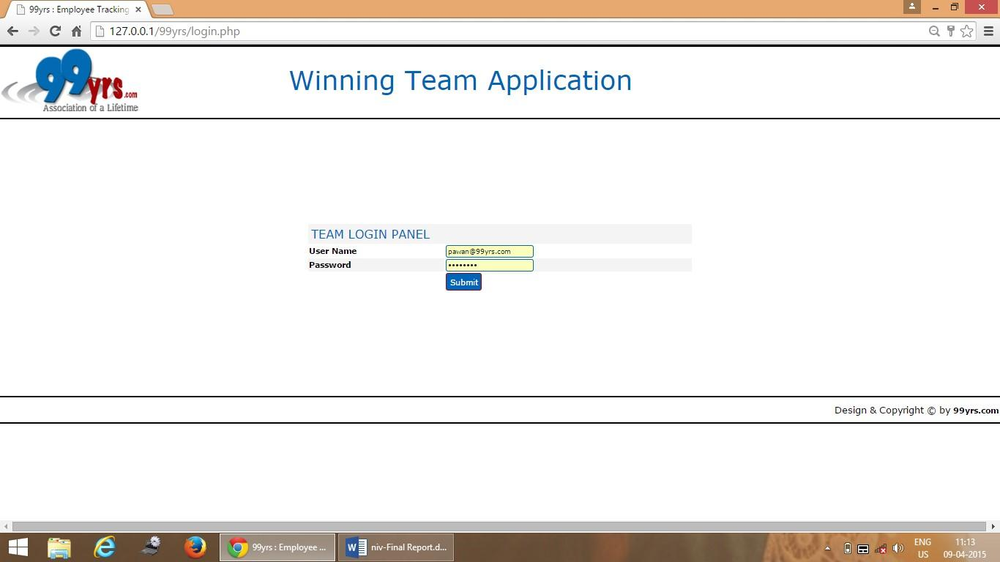 99yrs : Employee Tracking
127.0.0.1/99yrs/login.php
99yrs.com
Association of a Lifetime
Winning Team Application
TEAM LOGIN PANEL
User Name pawan@99yrs.com
Password ••••••••
Submit
Design & Copyright © by 99yrs.com
99yrs : Employee ...
niv-Final Report.d...
ENG 11:13
US 09-04-2015